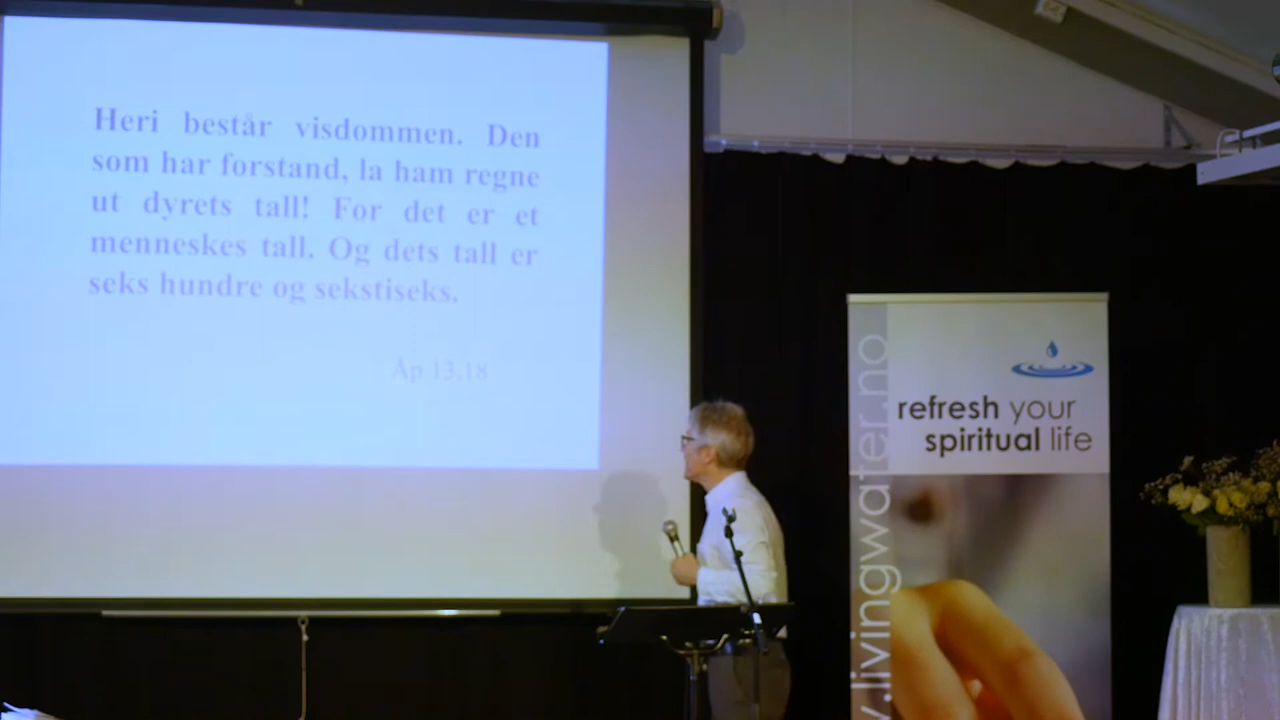 Heri består visdommen. Den
som har forstand, la ham regne
ut dyrets tall! For det er et
menneskes tall. Og dets tall er
seks hundre og sekstiseks.
Åp 13,18
refresh your
spiritual life
.livingwater.no